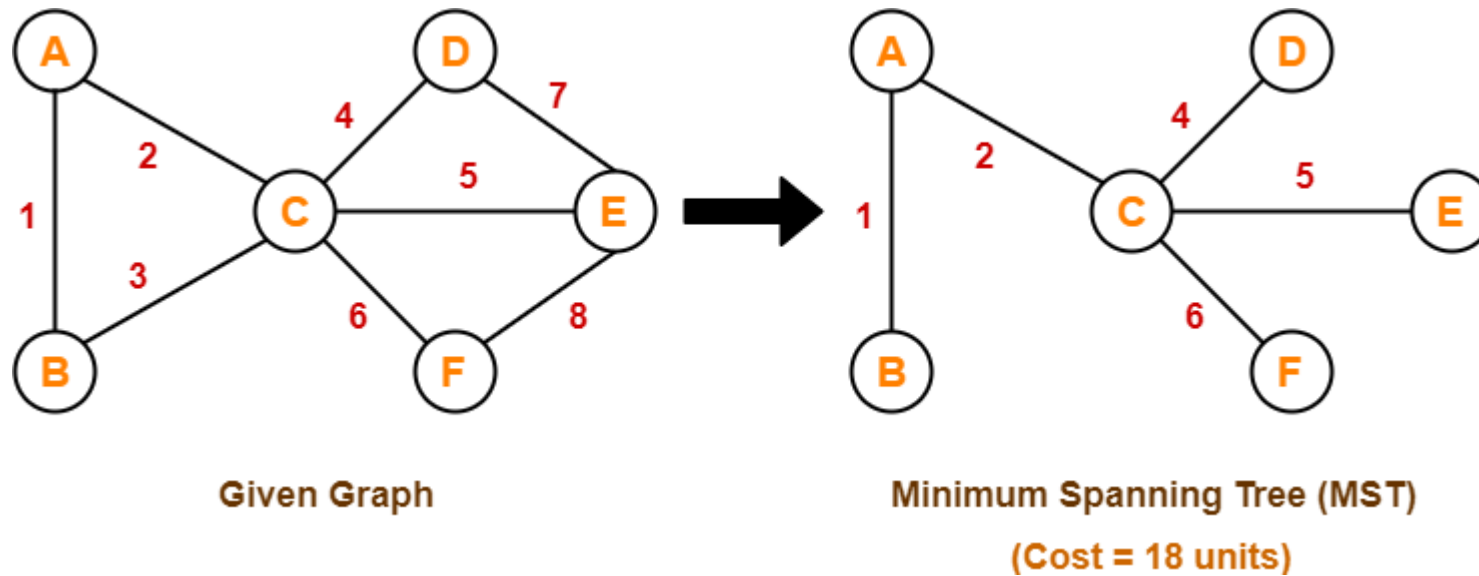 A
D
7
4
2
5
1
C
E
3
6
8
B
F
Given Graph
A
D
4
2
5
1
C
E
6
B
F
Minimum Spanning Tree (MST)
(Cost = 18 units)